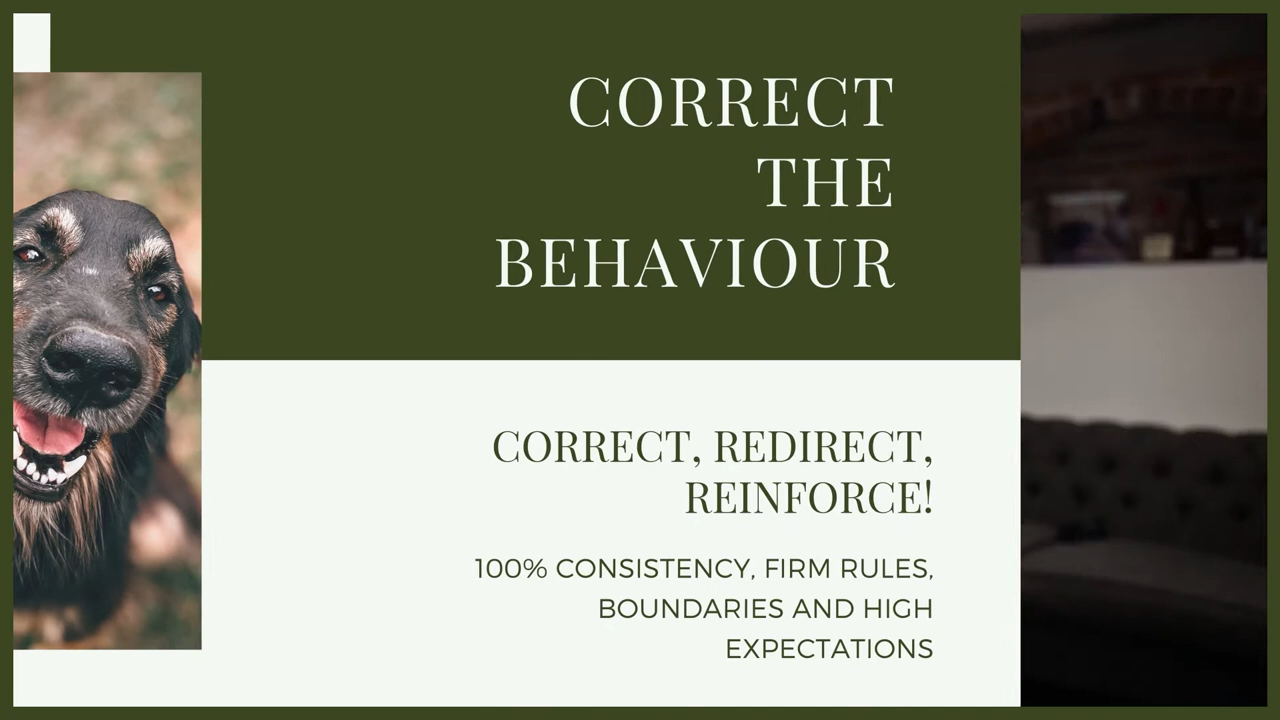 CORRECT
THE
BEHAVIOUR
CORRECT, REDIRECT,
REINFORCE!
100% CONSISTENCY, FIRM RULES,
BOUNDARIES AND HIGH
EXPECTATIONS